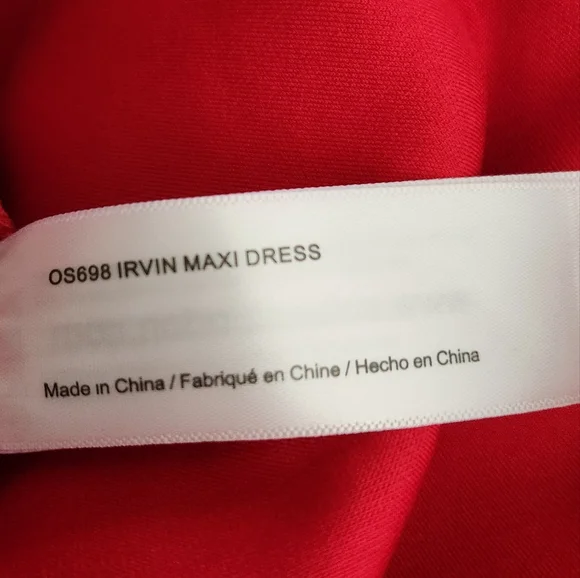 OS698 IRVIN MAXI DRESS
Made in China / Fabriqué en Chine / Hecho en China